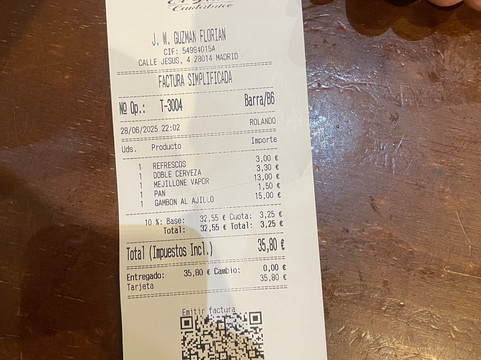 Cantábrico
J. W. GUZMAN FLORIAN
CIF: 54964015A
CALLE JESUS, 4 28014 MADRID
FACTURA SIMPLIFICADA
Nº Op.: T-3004 Barra/B6
28/06/2025 22:02 ROLANDO
Uds. Producto Importe
1 REFRESCOS 3,00 €
1 DOBLE CERVEZA 3,30 €
1 MEJILLONE VAPOR 13,00 €
1 PAN 1,50 €
1 GAMBON AL AJILLO 15,00 €
10 %: Base: 32,55 € Cuota: 3,25 €
Total: 32,55 € Total: 3,25 €
Total (Impuestos Incl.) 35,80 €
Entregado: 35,80 € Cambio: 0,00 €
Tarjeta 35,80 €
Emitir factura